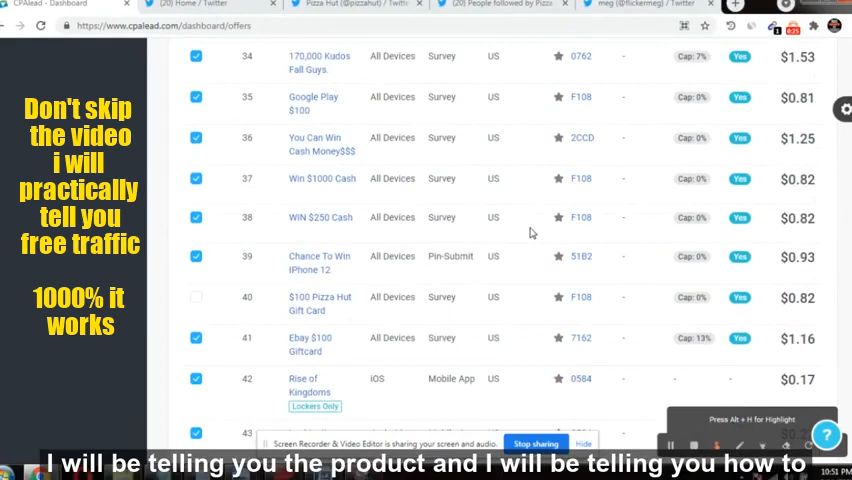 CPAlead - Dashboard
(20) Home / Twitter
Pizza Hut (@pizzahut) / Twitte
(20) People followed by Pizza
meg (@flickermeg) / Twitter
https://www.cpalead.com/dashboard/offers
Don't skip
the video
i will
practically
tell you
free traffic
1000% it
works
34 170,000 Kudos All Devices Survey US 0762 - Cap: 7% Yes $1.53
Fall Guys.
35 Google Play All Devices Survey US F108 - Cap: 0% Yes $0.81
$100
36 You Can Win All Devices Survey US 2CCD - Cap: 0% Yes $1.25
Cash Money$$$
37 Win $1000 Cash All Devices Survey US F108 - Cap: 0% Yes $0.82
38 WIN $250 Cash All Devices Survey US F108 - Cap: 0% Yes $0.82
39 Chance To Win All Devices Pin-Submit US 51B2 - Cap: 0% Yes $0.93
IPhone 12
40 $100 Pizza Hut All Devices Survey US F108 - Cap: 0% Yes $0.82
Gift Card
41 Ebay $100 All Devices Survey US 7162 - Cap: 13% Yes $1.16
Giftcard
42 Rise of iOS Mobile App US 0584 - - - $0.17
Kingdoms
Lockers Only
43
Press Alt + H for Highlight
Screen Recorder & Video Editor is sharing your screen and audio. Stop sharing Hide
I will be telling you the product and I will be telling you how to
10:51 PM